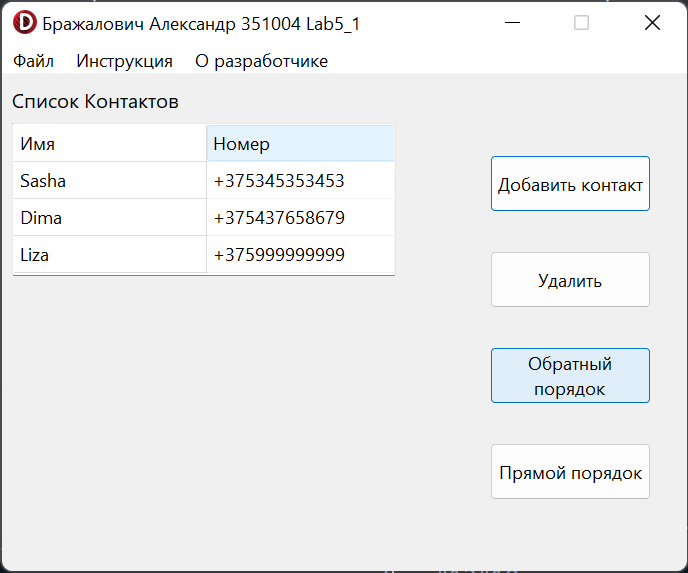 Бражалович Александр 351004 Lab5_1
Файл Инструкция О разработчике
Список Контактов
Имя Номер
Sasha +375345353453
Dima +375437658679
Liza +375999999999
Добавить контакт
Удалить
Обратный
порядок
Прямой порядок